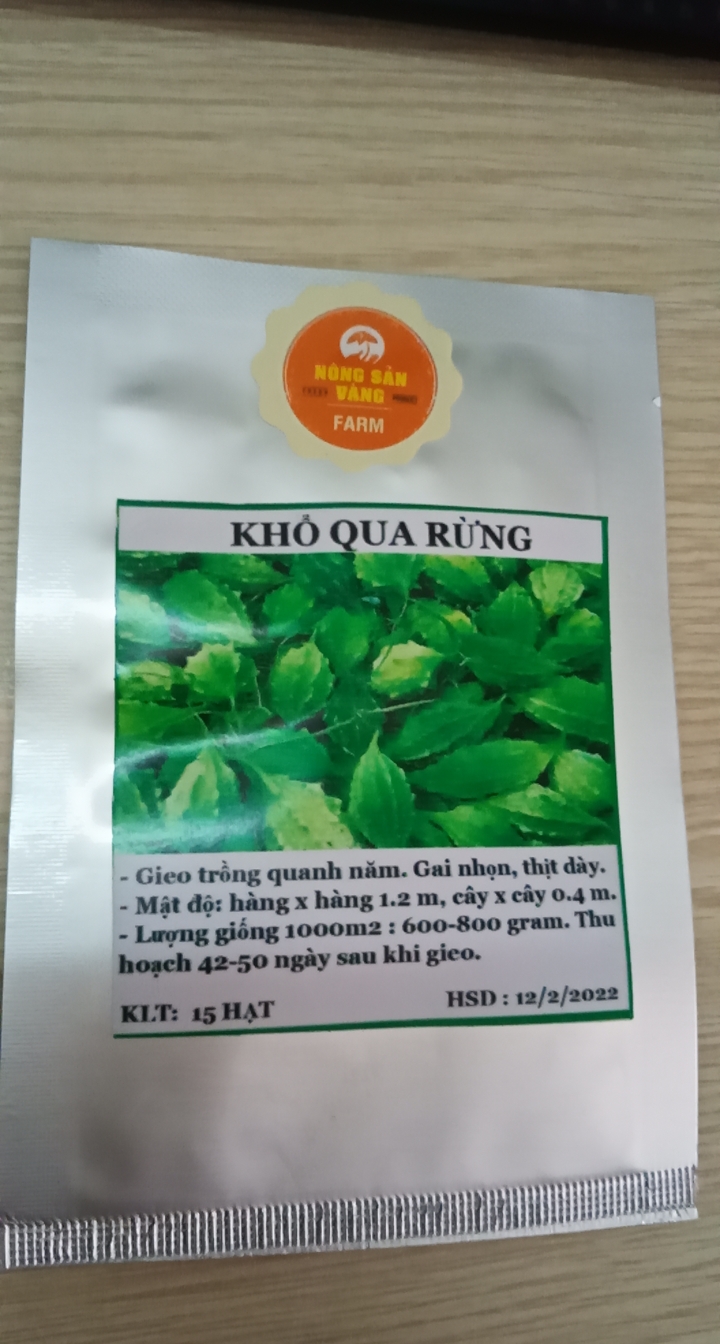 NÔNG SẢN
VÀNG
FARM
KHỔ QUA RỪNG
- Gieo trồng quanh năm. Gai nhọn, thịt dày.
- Mật độ: hàng x hàng 1.2 m, cây x cây 0.4 m.
- Lượng giống 1000m2 : 600-800 gram. Thu
hoạch 42-50 ngày sau khi gieo.
KLT: 15 HẠT HSD : 12/2/2022